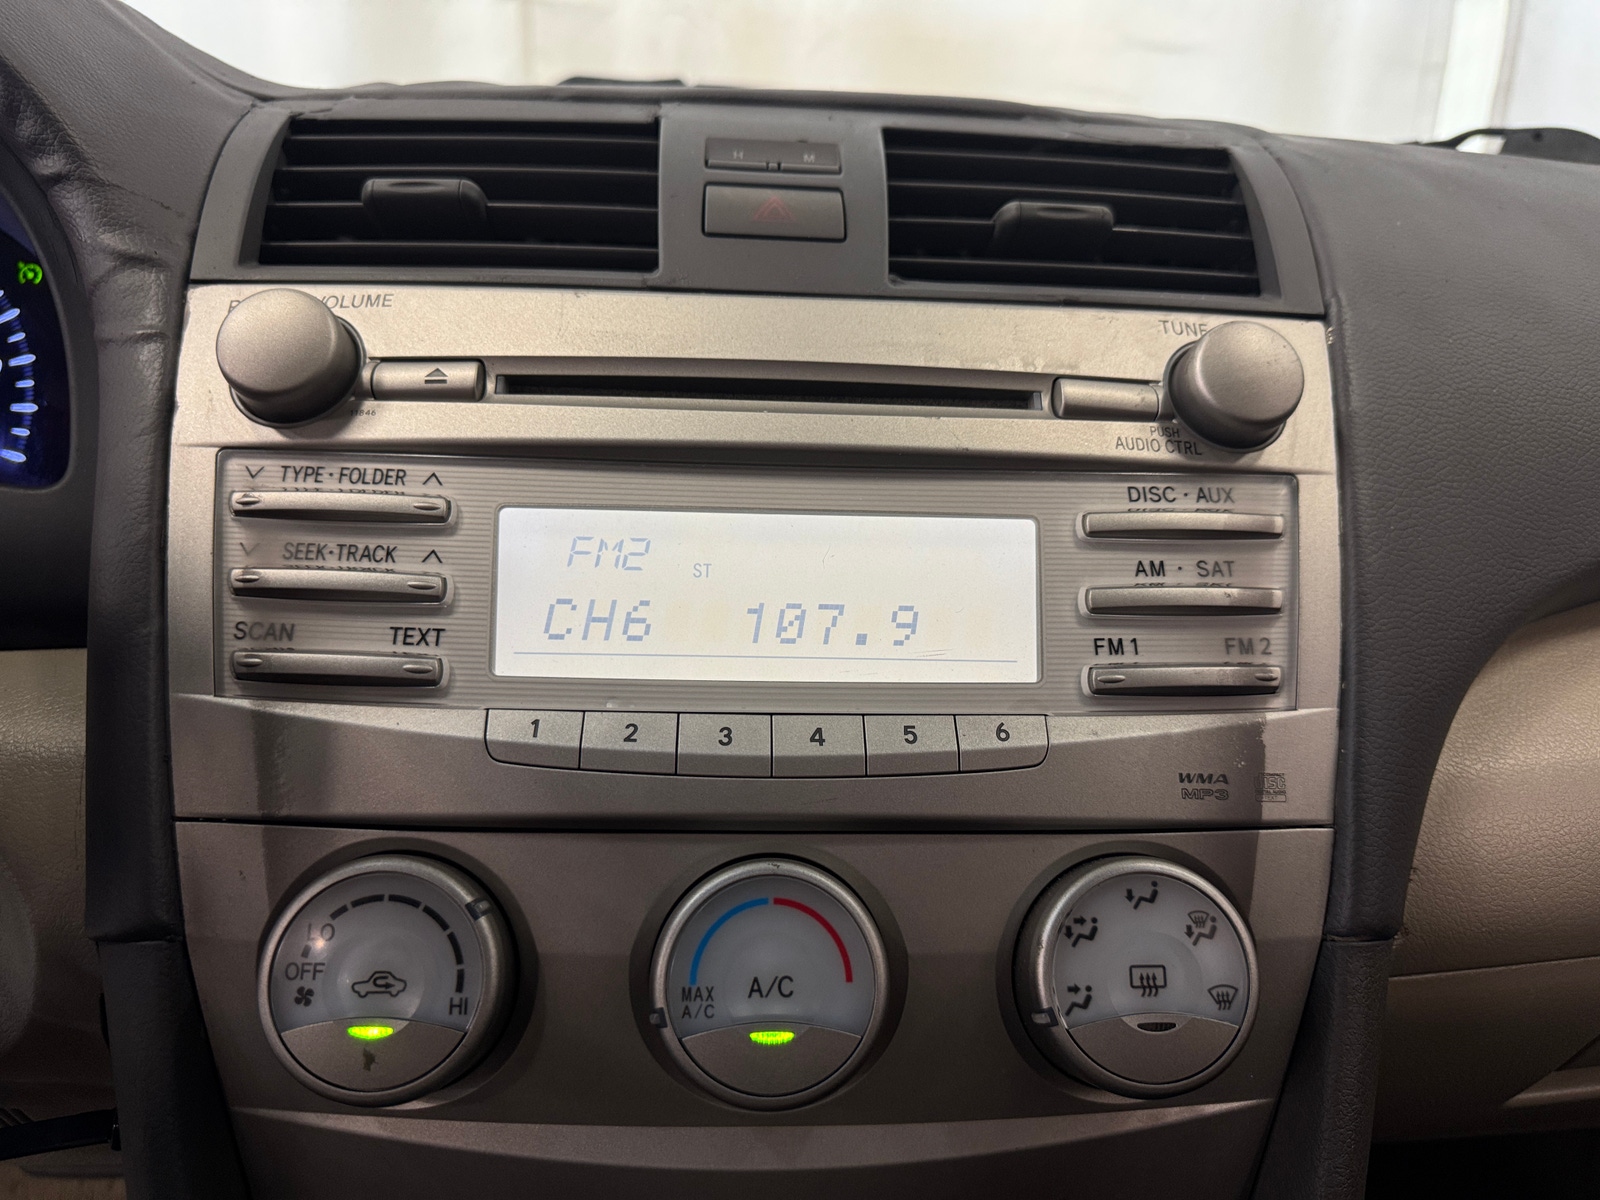 H M
VOLUME
TUNE
PUSH
AUDIO CTRL
TYPE·FOLDER
SEEK·TRACK
SCAN TEXT
FM2
ST
CH6 107.9
DISC · AUX
AM · SAT
FM1 FM2
1 2 3 4 5 6
WMA
MP3
LO
OFF
HI
MAX
A/C
A/C